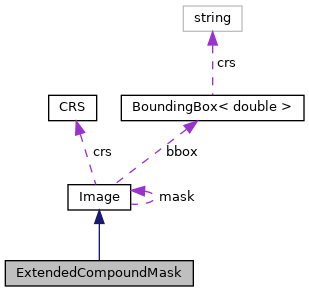 string
crs
CRS
BoundingBox< double >
crs
bbox
Image
mask
ExtendedCompoundMask